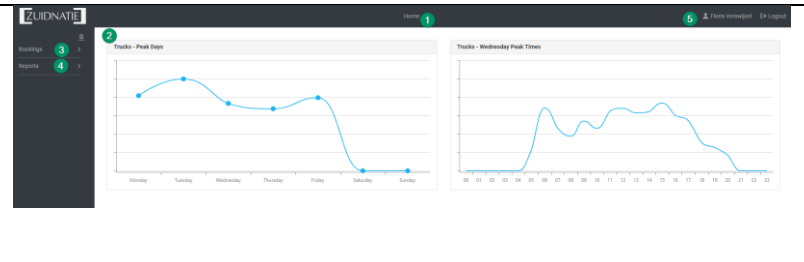 ZUIDNATIE
Home 1
5 Floris Verswijvel Logout
2
Bookings 3 >
Reports 4 >
Trucks - Peak Days
Monday Tuesday Wednesday Thursday Friday Saturday Sunday
Trucks - Wednesday Peak Times
00 01 02 03 04 05 06 07 08 09 10 11 12 13 14 15 16 17 18 19 20 21 22 23